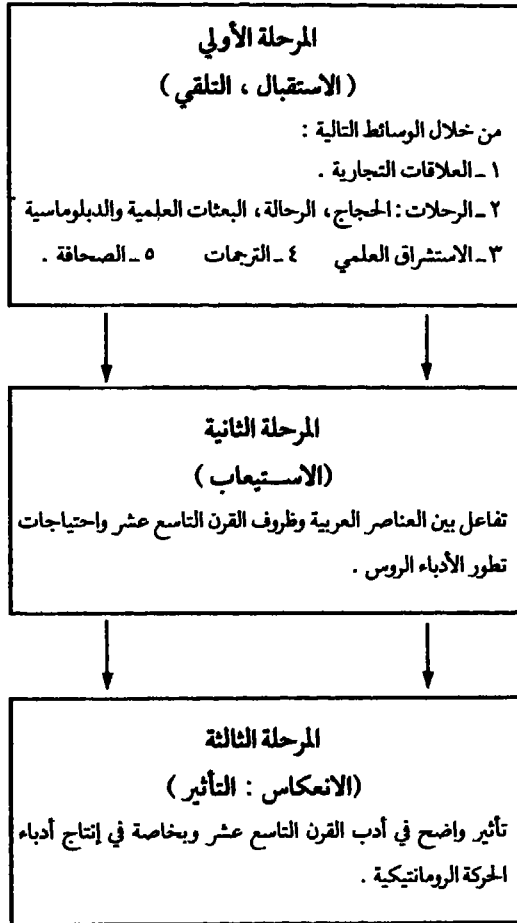 المرحلة الأولي
( الاستقبال ، التلقي )
من خلال الوسائط التالية :
١ ـ العلاقات التجارية .
٢ ـ الرحلات : الحجاج ، الرحالة ، البعثات العلمية والدبلوماسية
٣ ـ الاستشراق العلمي ٤ ـ الترجمات ٥ ـ الصحافة .
المرحلة الثانية
(الاستيعاب )
تفاعل بين العناصر العربية وظروف القرن التاسع عشر واحتياجات
تطور الأدباء الروس .
المرحلة الثالثة
(الانعكاس : التأثير )
تأثير واضح في أدب القرن التاسع عشر وبخاصة في إنتاج أدباء
الحركة الرومانتيكية .